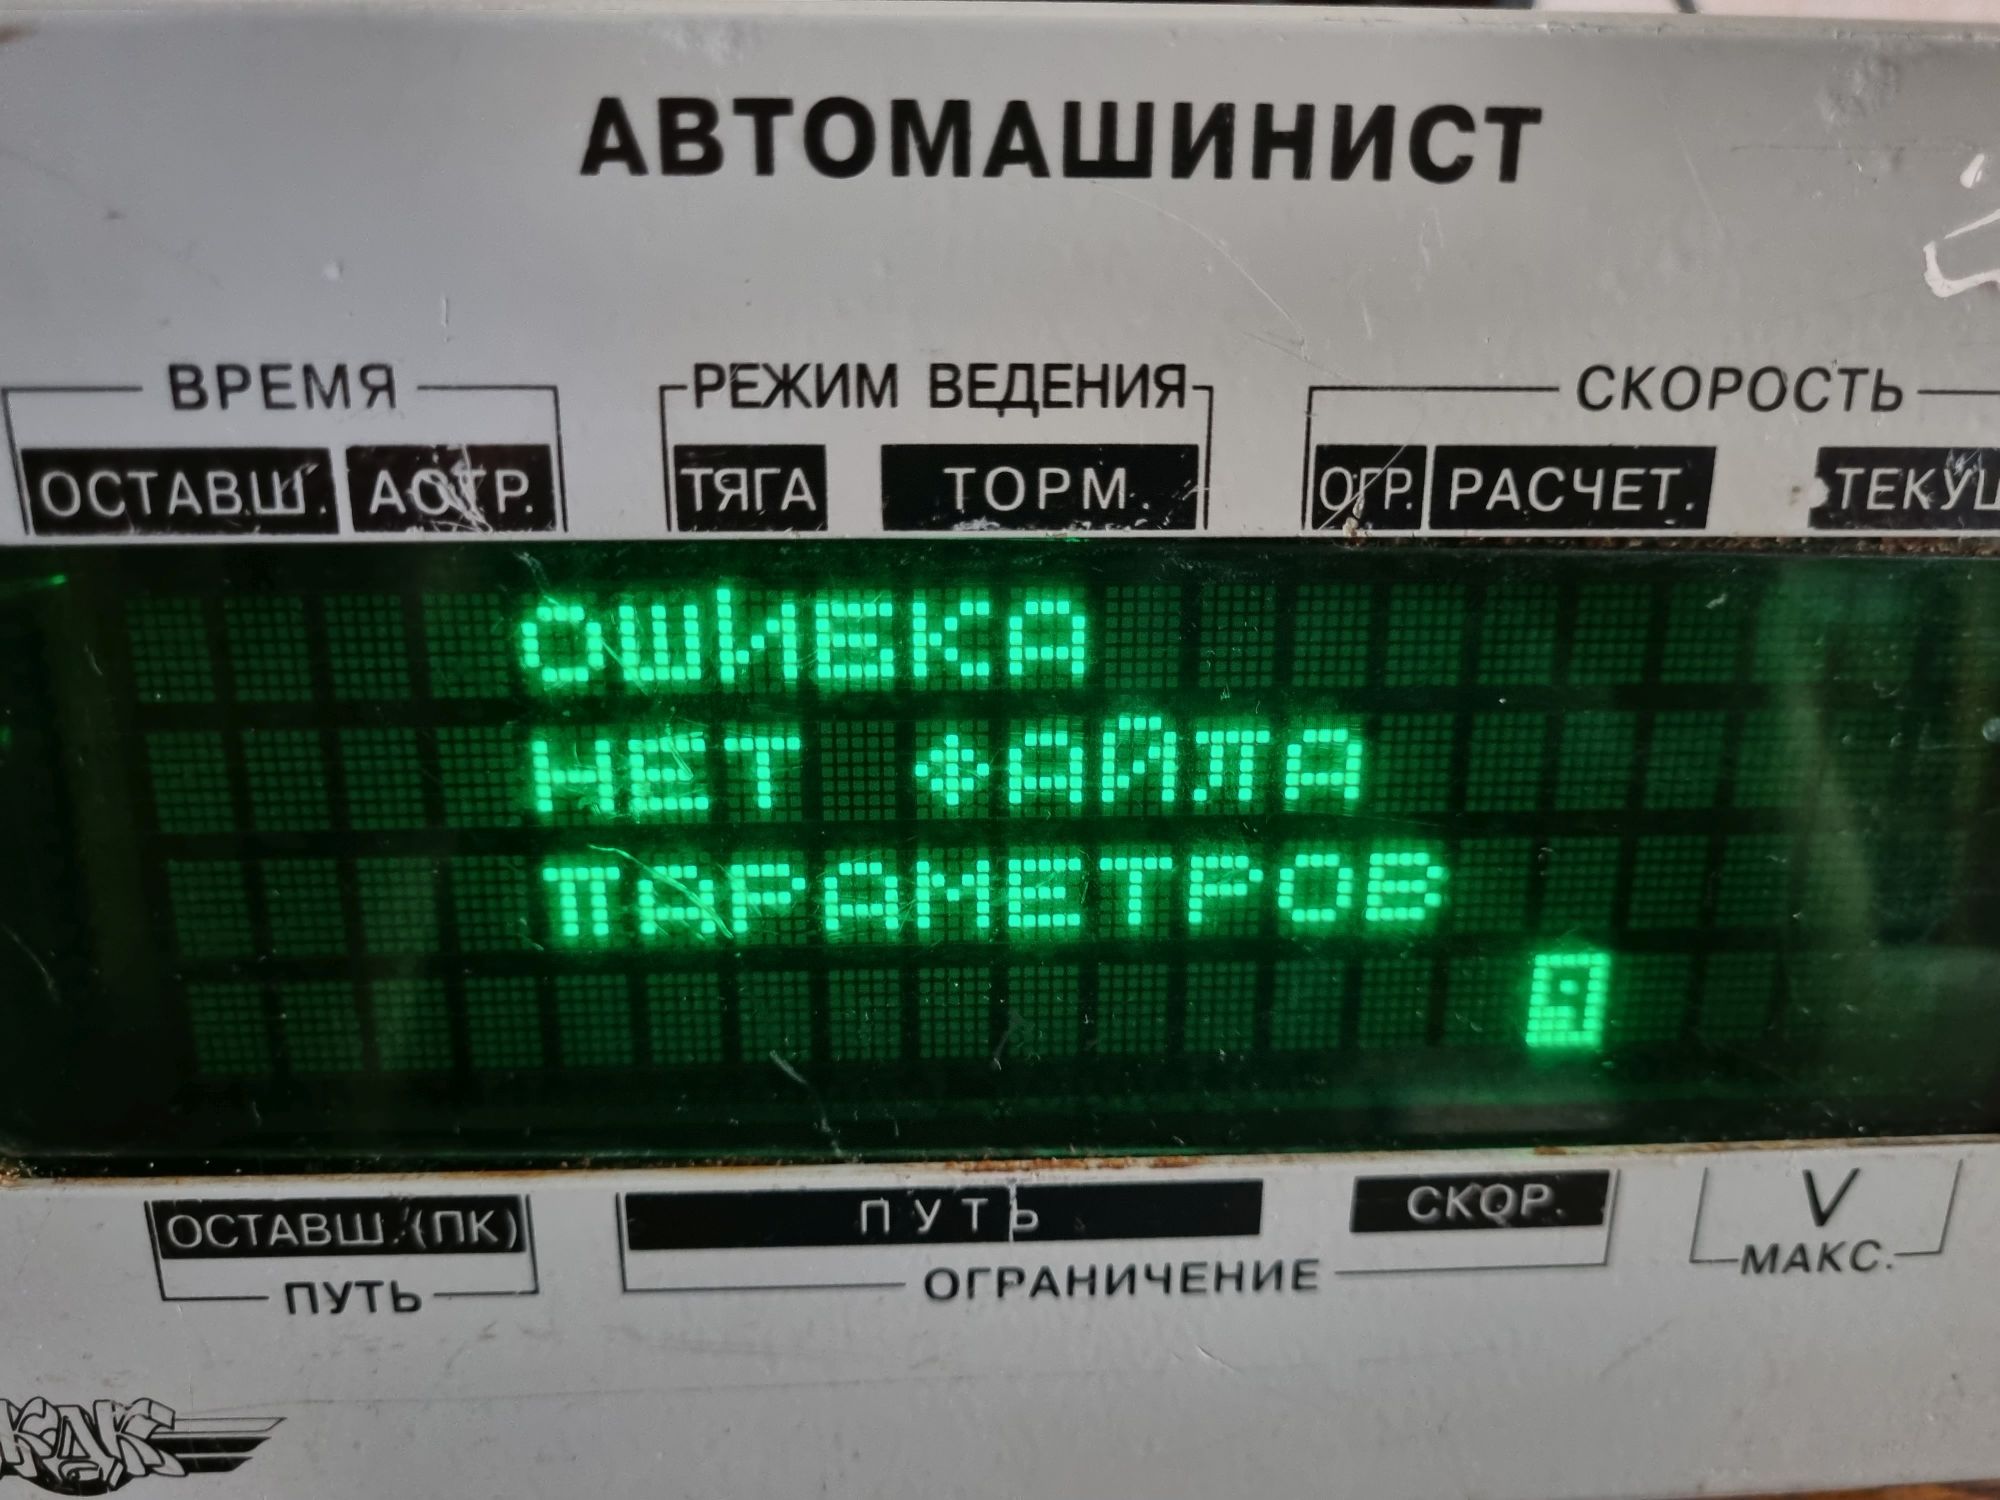 АВТОМАШИНИСТ
ВРЕМЯ РЕЖИМ ВЕДЕНИЯ СКОРОСТЬ
ОСТАВШ. АСТР. ТЯГА ТОРМ. ОГР. РАСЧЕТ.
ОШИБКА
НЕТ ФАЙЛА
ПАРАМЕТРОВ
ОСТАВШ.(ПК) ПУТЬ СКОР. V
ПУТЬ ОГРАНИЧЕНИЕ МАКС.